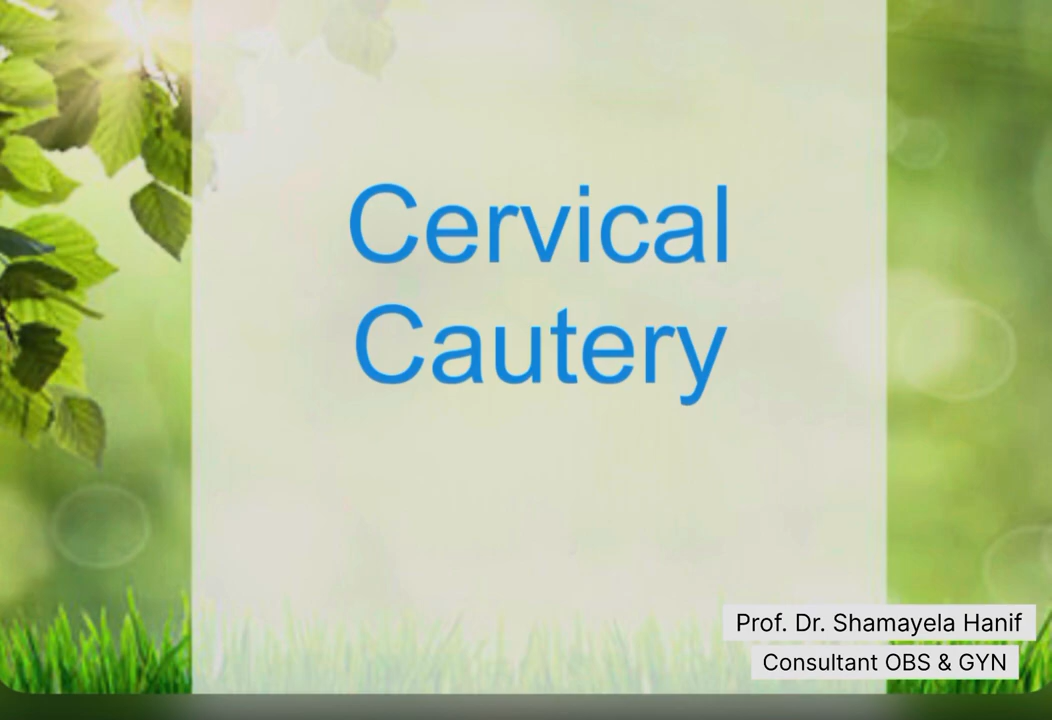 Cervical
Cautery
Prof. Dr. Shamayela Hanif
Consultant OBS & GYN